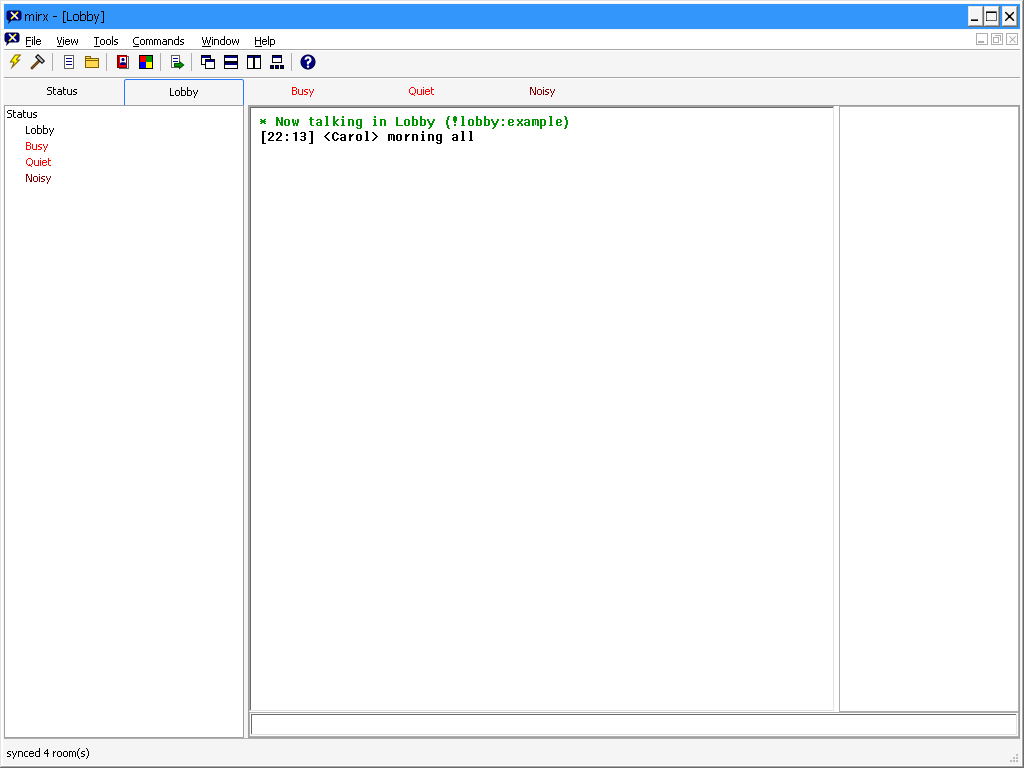 mirx - [Lobby]
File View Tools Commands Window Help
Status Lobby Busy Quiet Noisy
Status
Lobby
Busy
Quiet
Noisy
* Now talking in Lobby (!lobby:example)
[22:13] <Carol> morning all
synced 4 room(s)